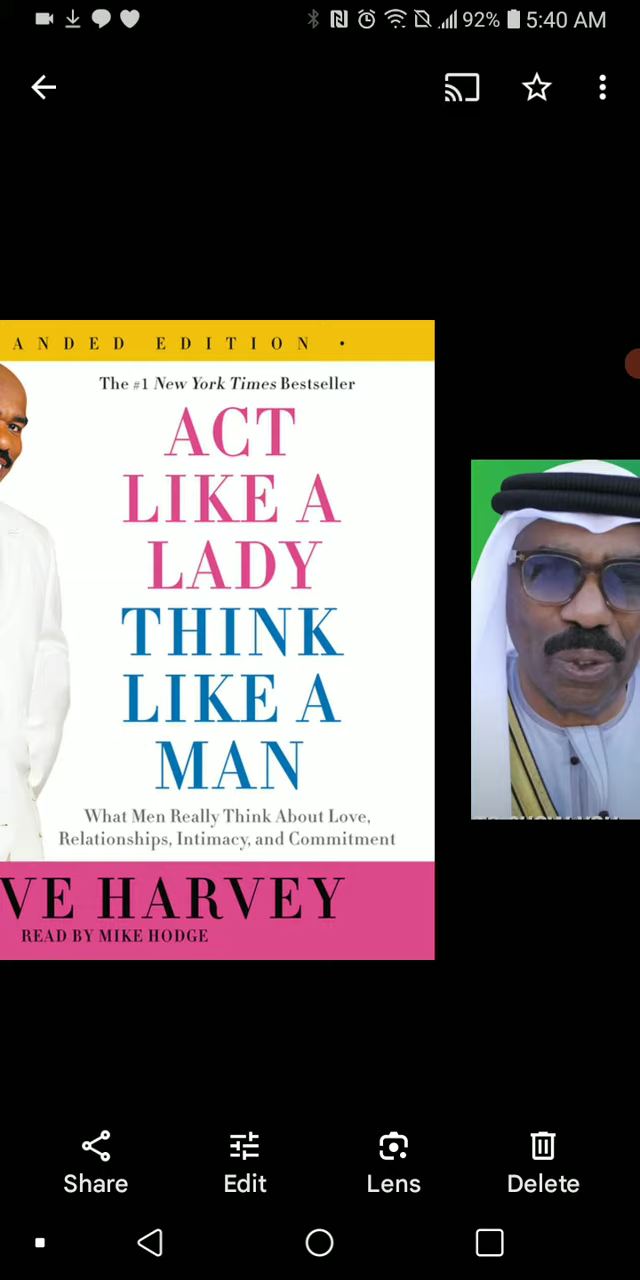 92% 5:40 AM
ANDED EDITION •
The #1 New York Times Bestseller
ACT
LIKE A
LADY
THINK
LIKE A
MAN
What Men Really Think About Love,
Relationships, Intimacy, and Commitment
VE HARVEY
READ BY MIKE HODGE
Share Edit Lens Delete